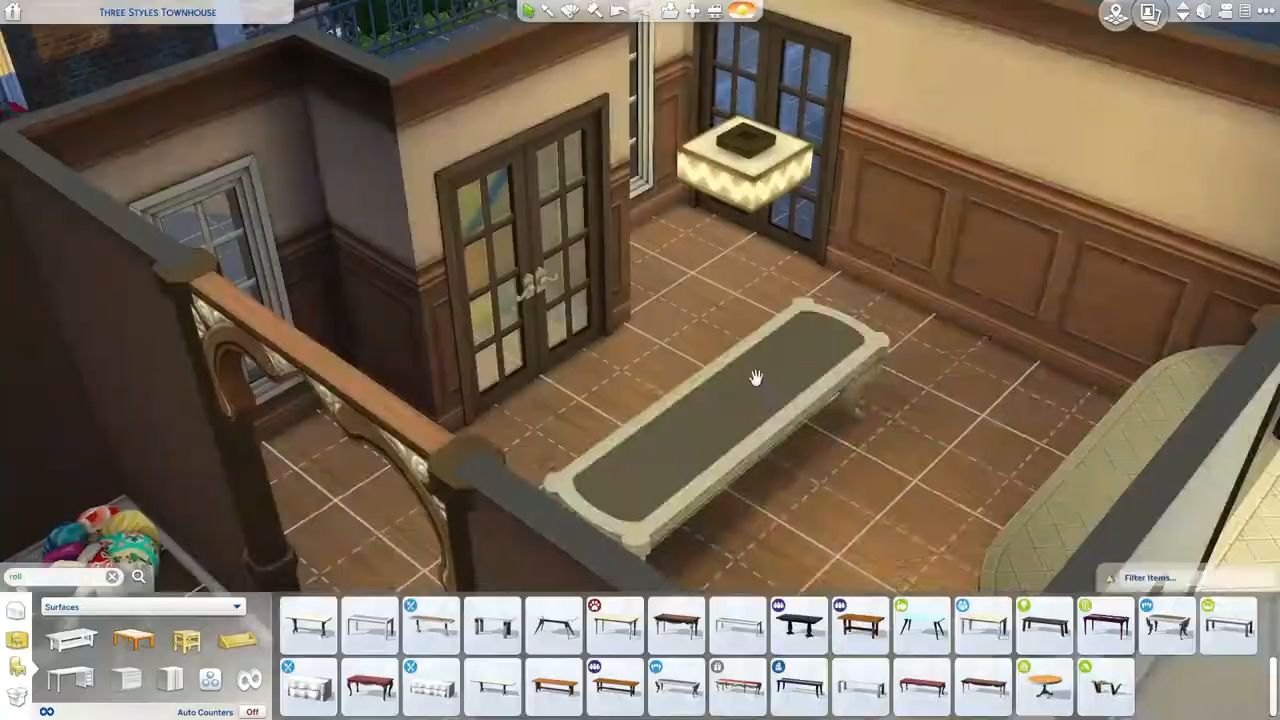 THREE STYLES TOWNHOUSE
Filter Items...
roll
Surfaces
Auto Counters
Off